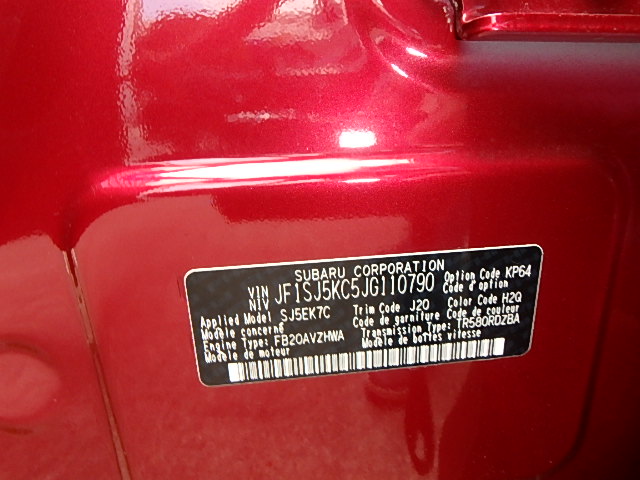 SUBARU CORPORATION
VIN NIV JF1SJ5KC5JG110790 Option Code KP64
Applied Model SJ5EK7C Trim Code J20 Color Code H2Q
Modèle concerné Code de garniture Code de couleur
Engine Type: FB20AVZHWA Transmission Type: TR580RDZBA
Modèle de moteur Modèle de boîtes vitesse